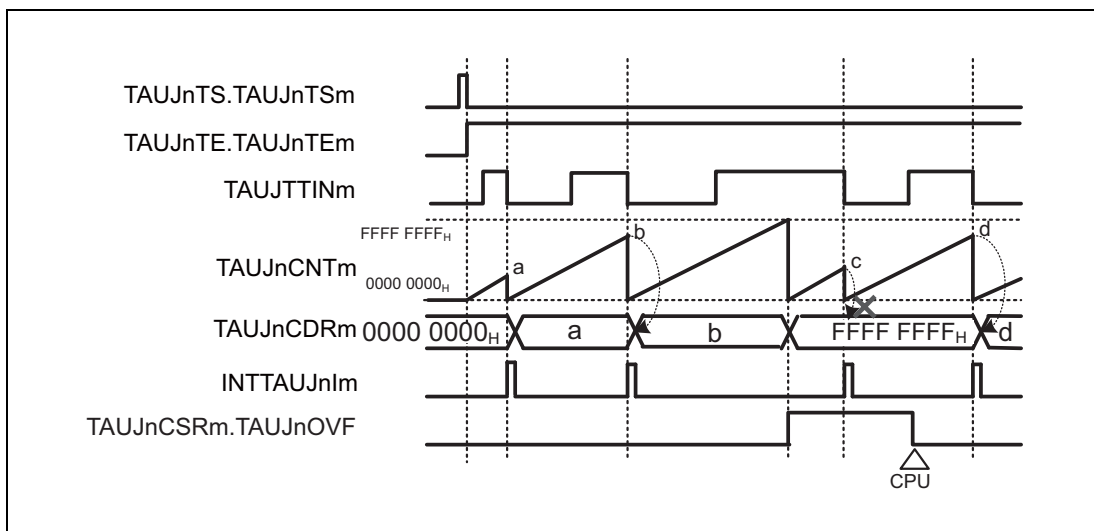 TAUJnTS.TAUJnTSm
TAUJnTE.TAUJnTEm
TAUJTTINm
FFFF FFFFH
b
d
TAUJnCNTm
a
c
0000 0000H
TAUJnCDRm
0000 0000H
a
b
FFFF FFFFH
d
INTTAUJnIm
TAUJnCSRm.TAUJnOVF
CPU